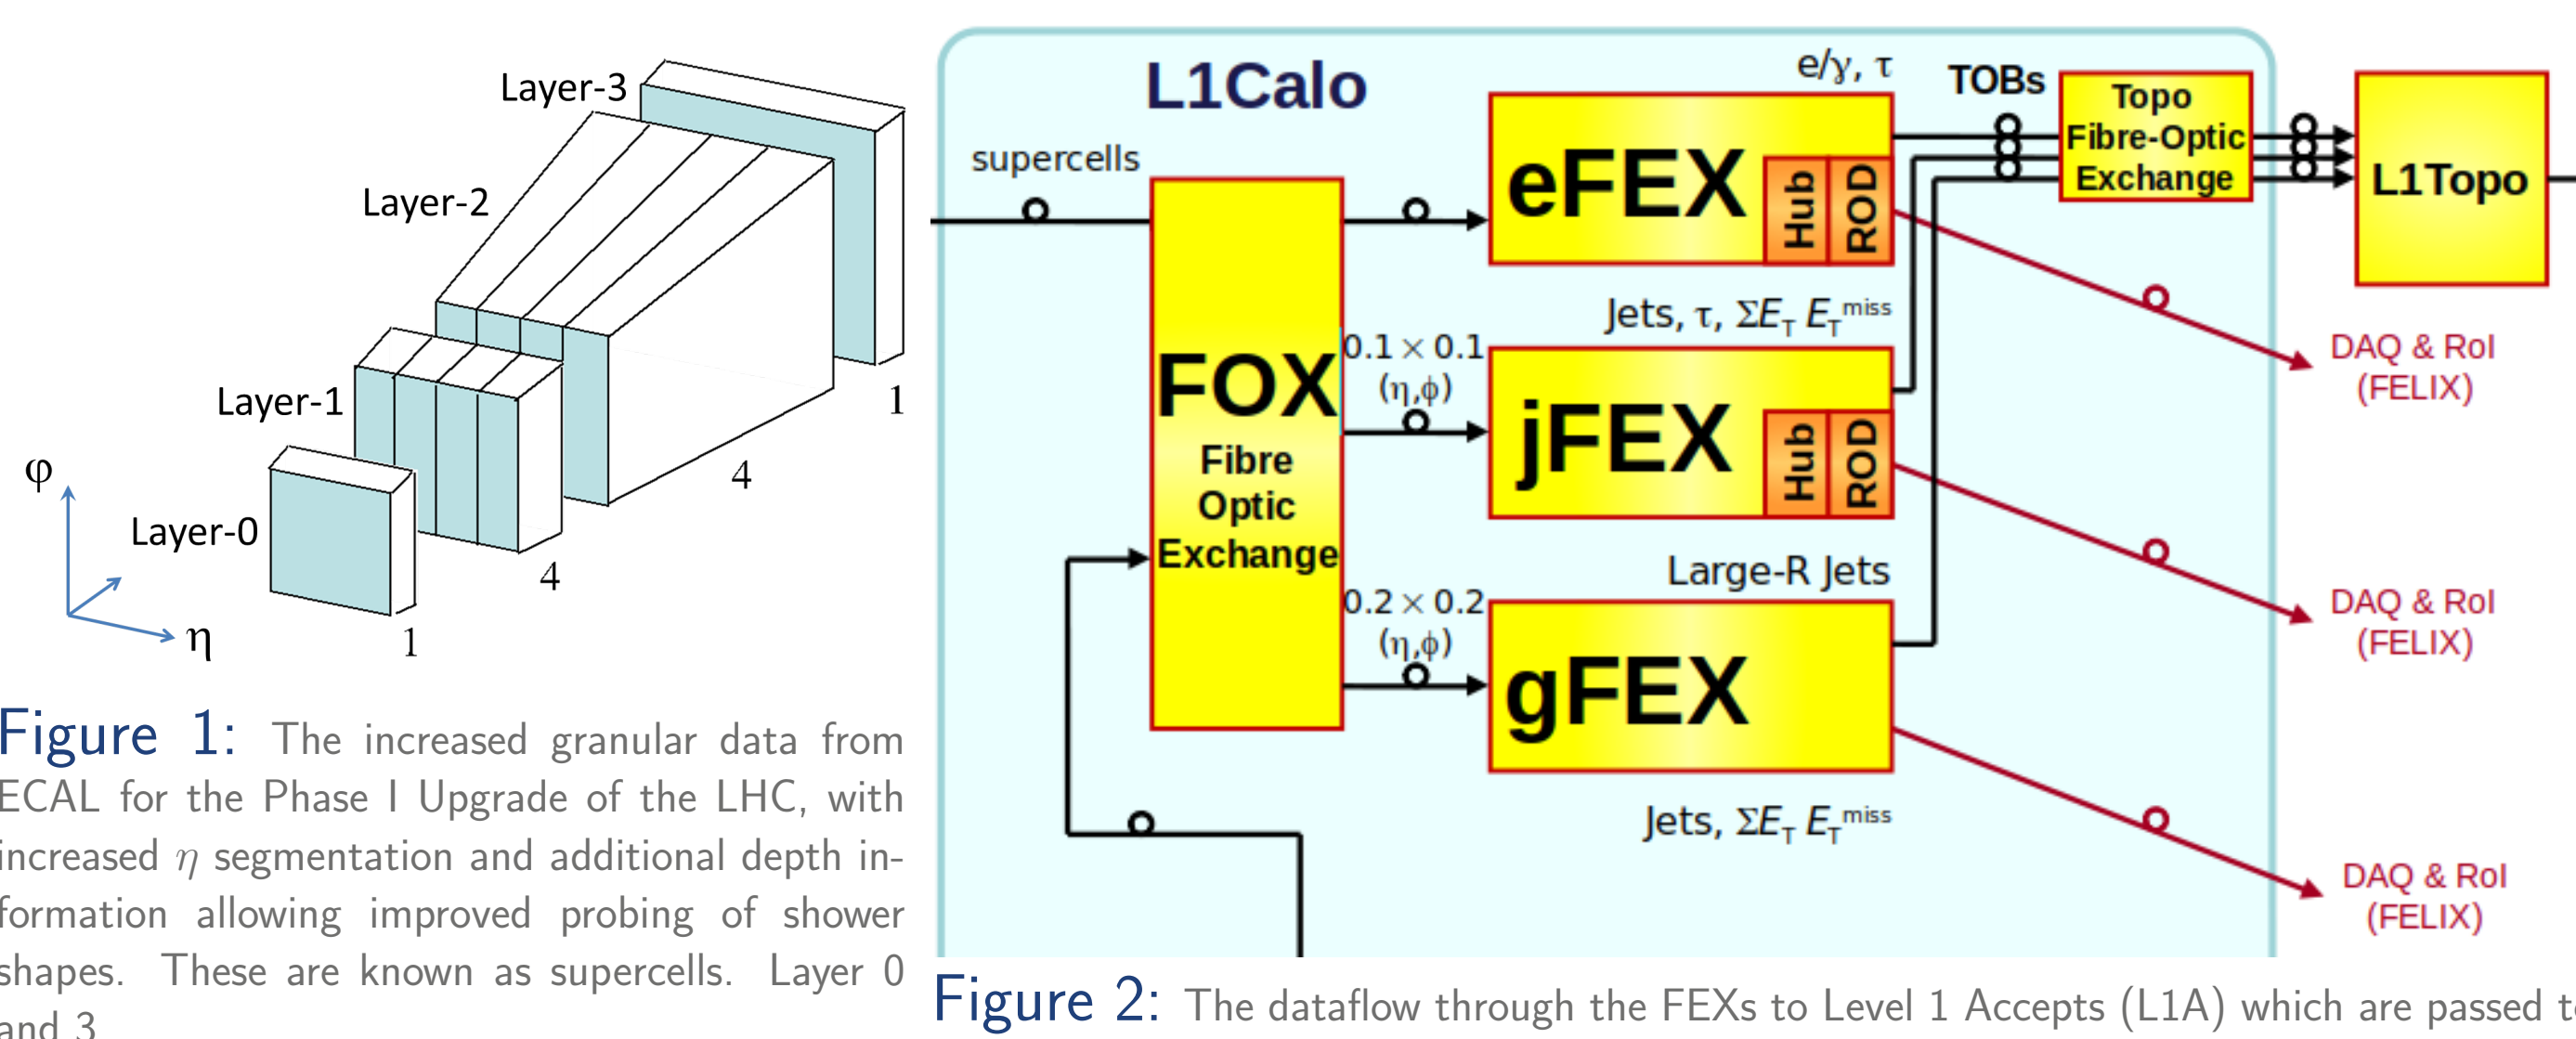 Layer-3
Layer-2
Layer-1
Layer-0
φ
η
1
4
4
1
Figure 1: The increased granular data from
ECAL for the Phase I Upgrade of the LHC, with
increased η segmentation and additional depth in-
formation allowing improved probing of shower
shapes. These are known as supercells. Layer 0
and 3
L1Calo
supercells
FOX
Fibre
Optic
Exchange
0.1 × 0.1
(η,ϕ)
0.2 × 0.2
(η,ϕ)
e/γ, τ
eFEX
Hub
ROD
Jets, τ, ΣE_T E_T^miss
jFEX
Hub
ROD
Large-R Jets
gFEX
Jets, ΣE_T E_T^miss
TOBs
Topo
Fibre-Optic
Exchange
L1Topo
DAQ & RoI
(FELIX)
DAQ & RoI
(FELIX)
DAQ & RoI
(FELIX)
Figure 2: The dataflow through the FEXs to Level 1 Accepts (L1A) which are passed to